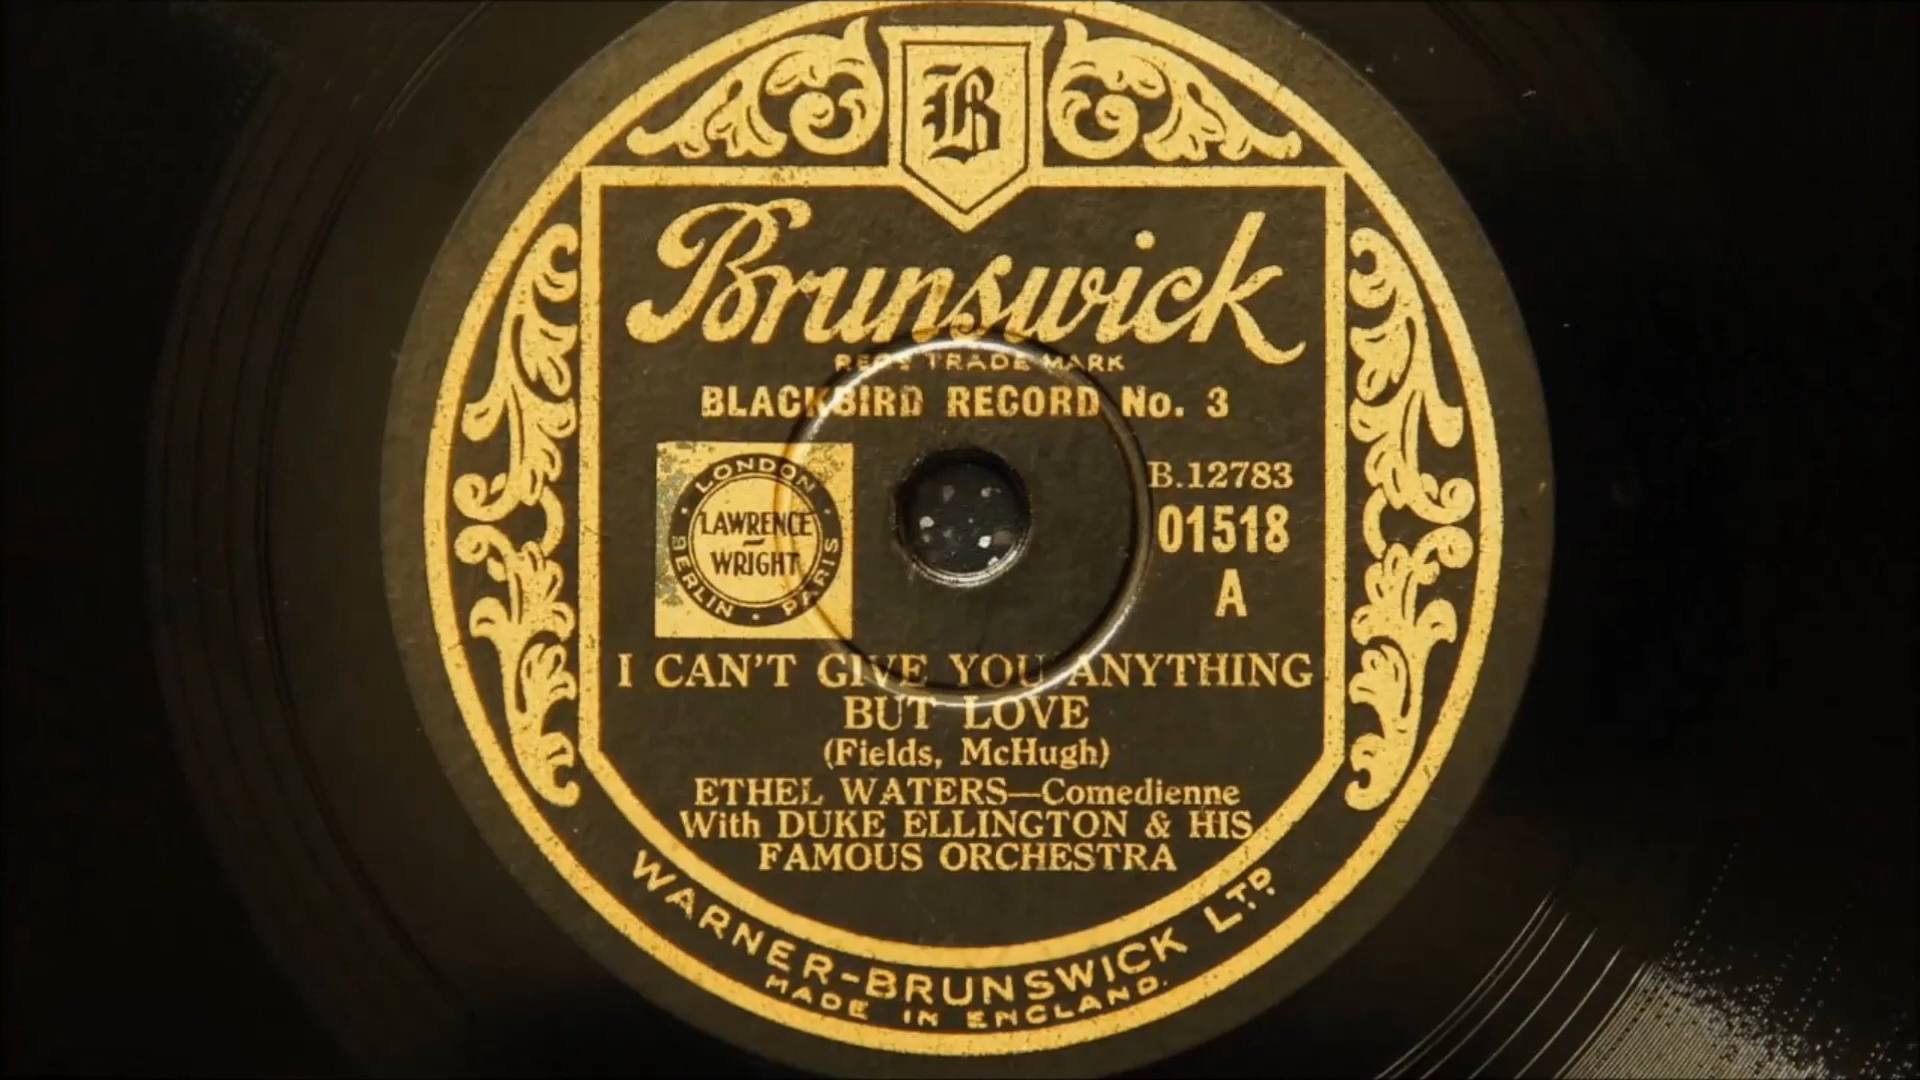 B
Brunswick
REGD TRADE MARK
BLACKBIRD RECORD No. 3
LONDON
LAWRENCE-
WRIGHT
BERLIN · PARIS
B.12783
01518
A
I CAN'T GIVE YOU ANYTHING
BUT LOVE
(Fields, McHugh)
ETHEL WATERS—Comedienne
With DUKE ELLINGTON & HIS
FAMOUS ORCHESTRA
WARNER-BRUNSWICK LTD.
MADE IN ENGLAND.